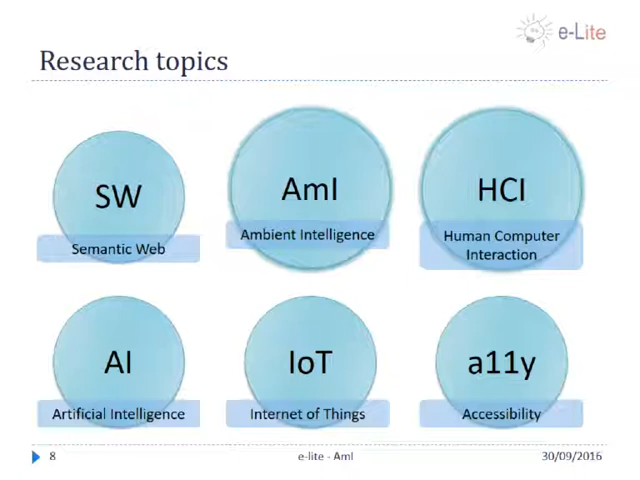 e-Lite
Research topics
SW
Semantic Web
AmI
Ambient Intelligence
HCI
Human Computer
Interaction
AI
Artificial Intelligence
IoT
Internet of Things
a11y
Accessibility
8
e-lite - AmI
30/09/2016